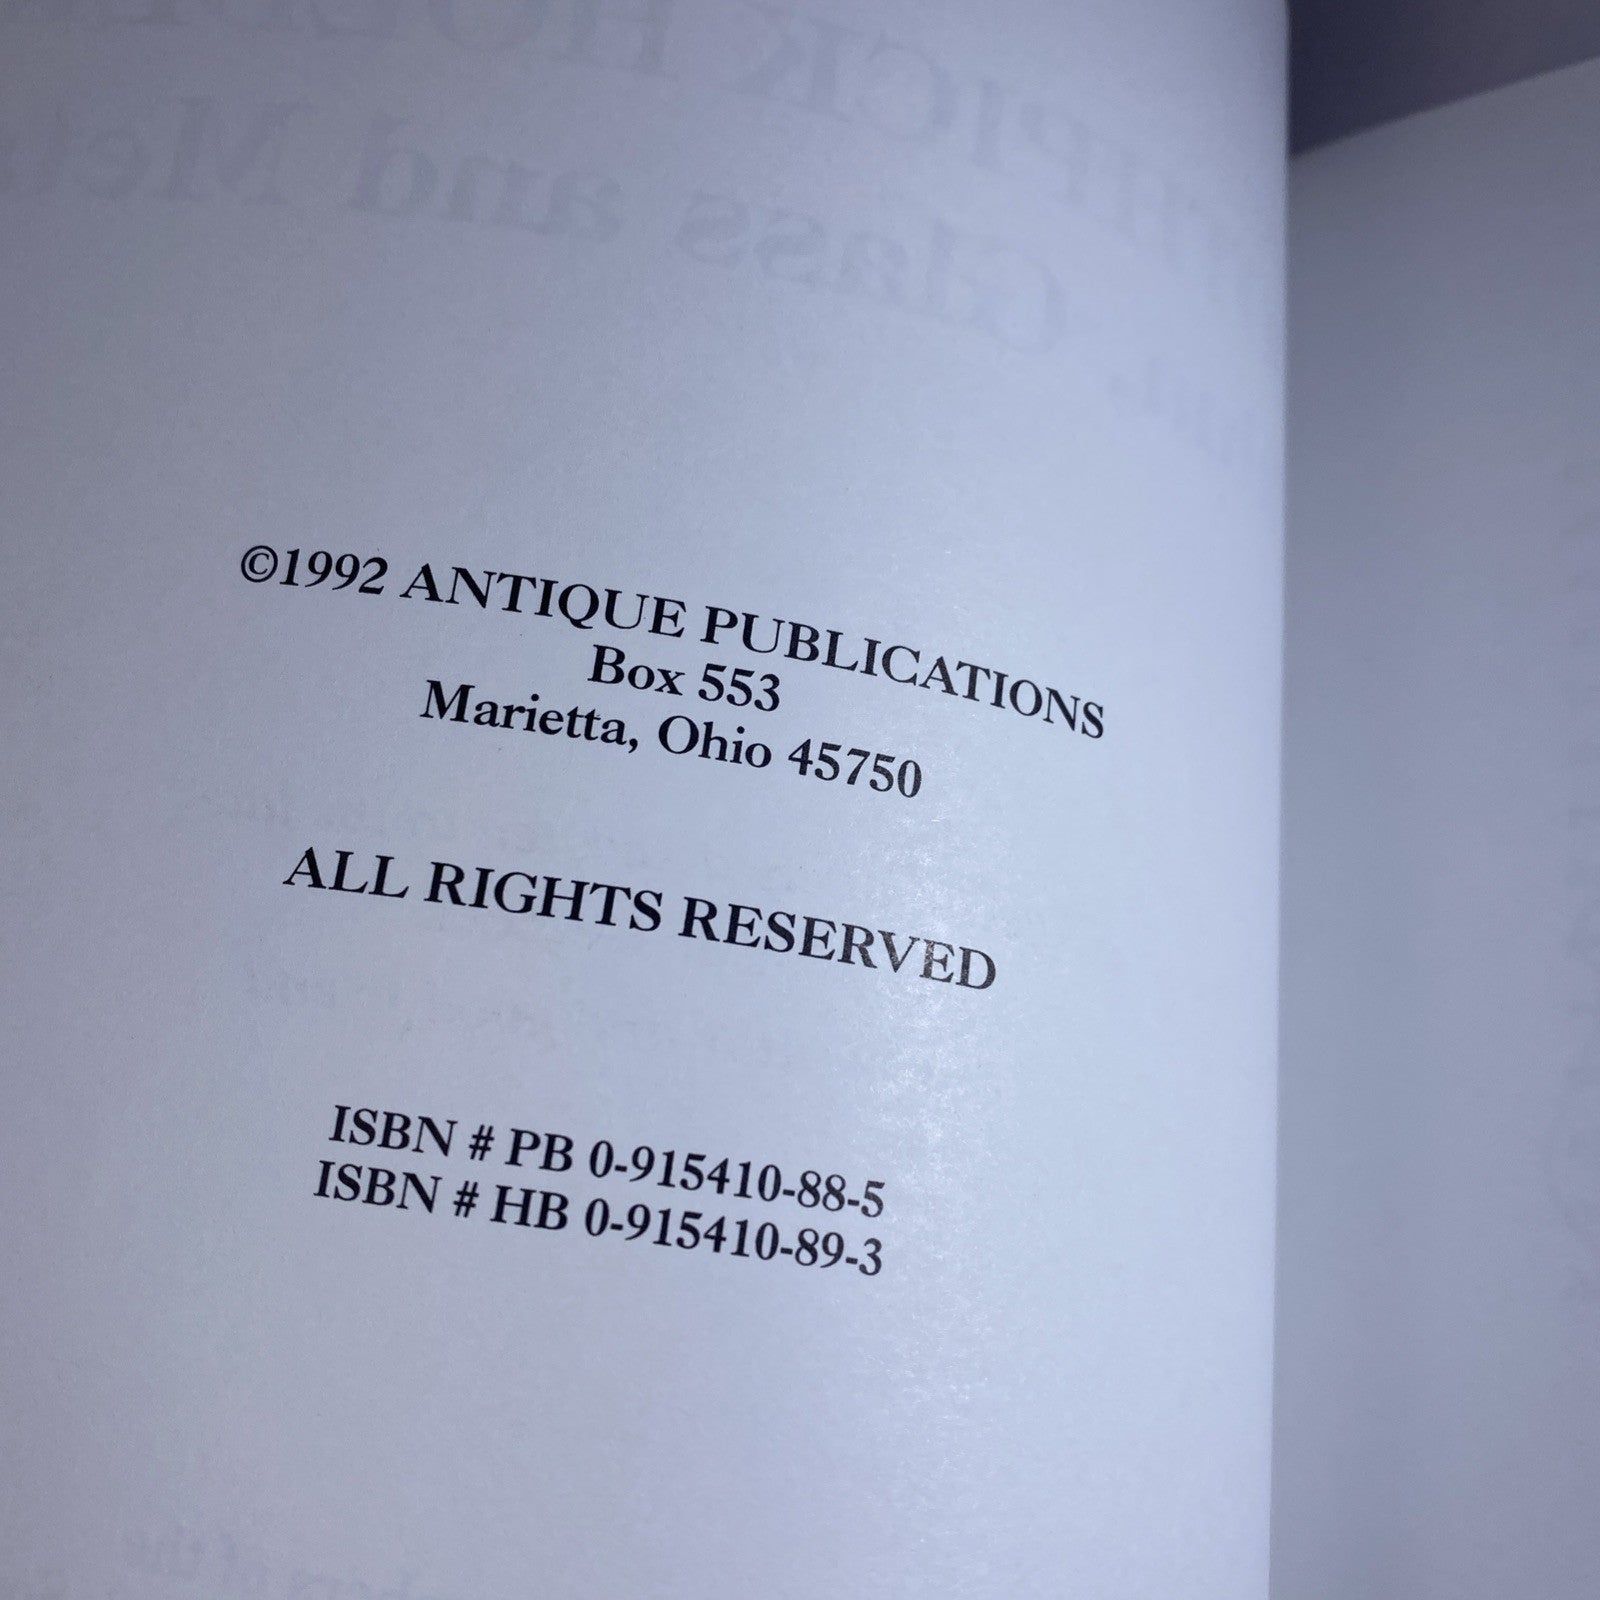 ©1992 ANTIQUE PUBLICATIONS
Box 553
Marietta, Ohio 45750
ALL RIGHTS RESERVED
ISBN # PB 0-915410-88-5
ISBN # HB 0-915410-89-3